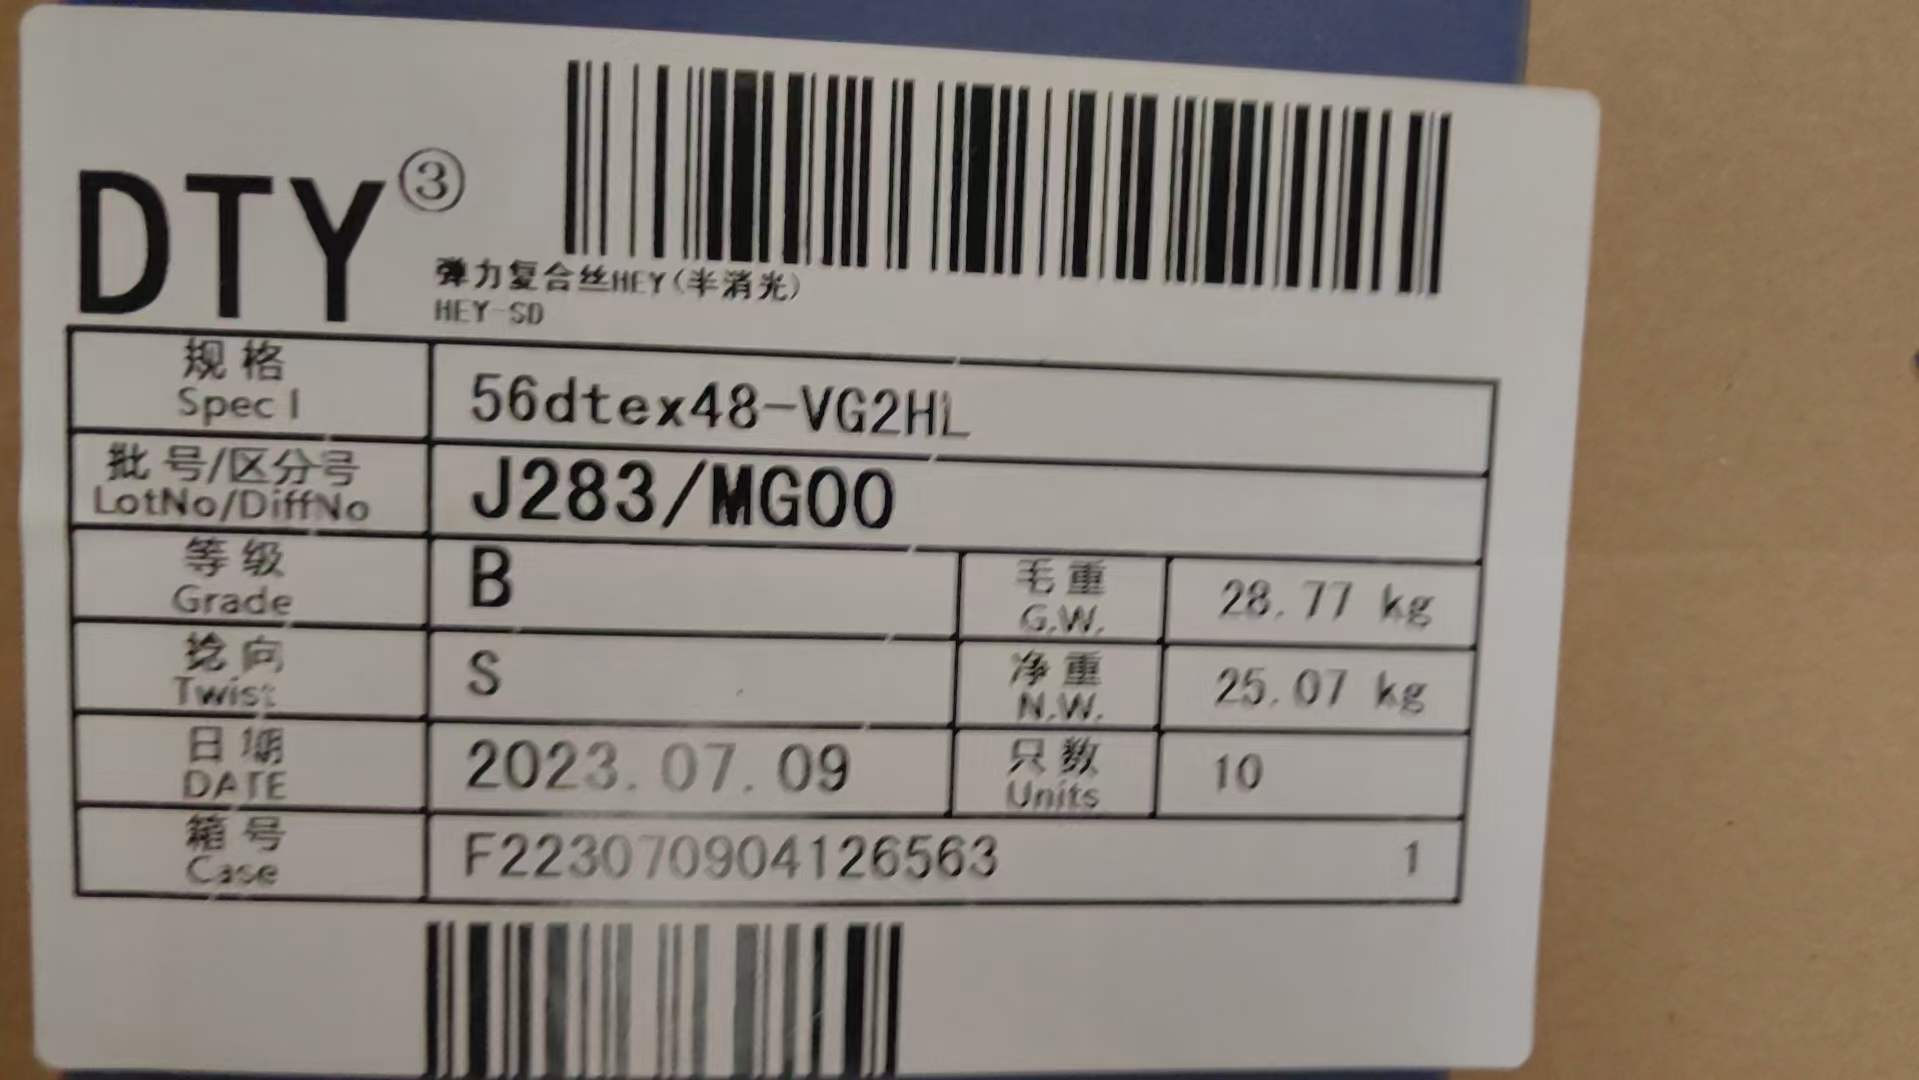 DTY③
弹力复合丝HEY(半消光)
HEY-SD
规格
Spec I
56dtex48-VG2HL
批号/区分号
LotNo/DiffNo
J283/MG00
等级
Grade
B
毛重
G.W.
28.77 kg
捻向
Twist
S
净重
N.W.
25.07 kg
日期
DATE
2023.07.09
只数
Units
10
箱号
Case
F223070904126563 1